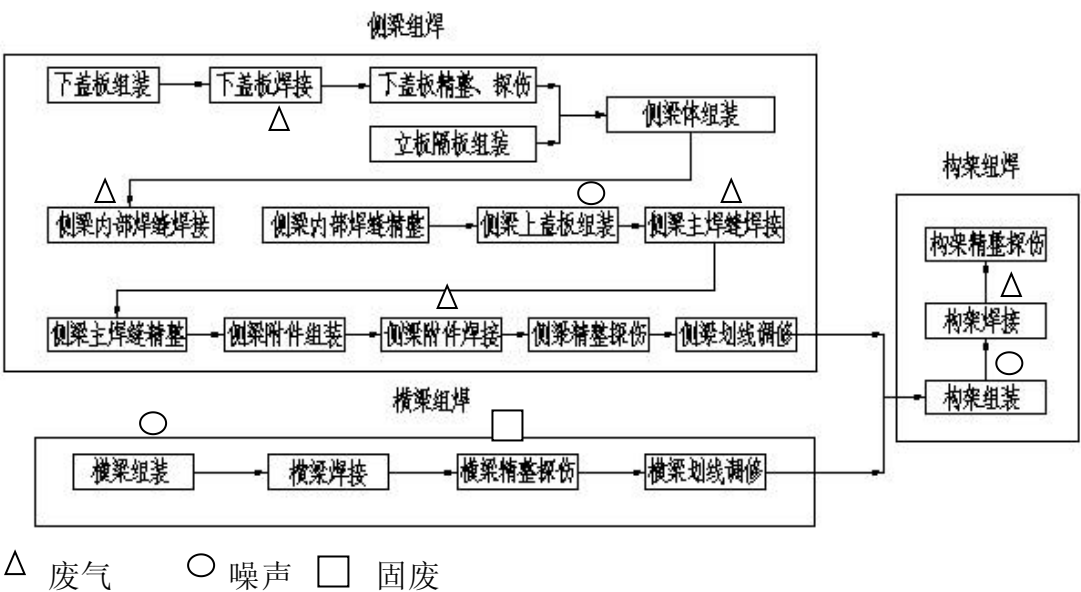 侧梁组焊
下盖板组装 下盖板焊接 下盖板精整、探伤
侧梁体组装
立板隔板组装
构架组焊
侧梁内部焊缝焊接 侧梁内部焊缝精整 侧梁上盖板组装 侧梁主焊缝焊接
构架精整探伤
构架焊接
侧梁主焊缝精整 侧梁附件组装 侧梁附件焊接 侧梁精整探伤 侧梁划线调修
构架组装
横梁组焊
横梁组装 横梁焊接 横梁精整探伤 横梁划线调修
废气 噪声 固废